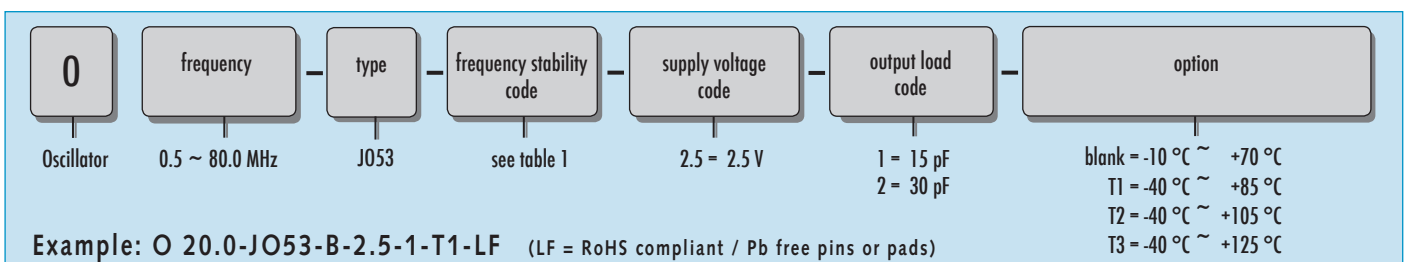 O
frequency
–
type
–
frequency stability code
–
supply voltage code
–
output load code
–
option
Oscillator
0.5 ~ 80.0 MHz
JO53
see table 1
2.5 = 2.5 V
1 = 15 pF
2 = 30 pF
blank = -10 °C ~ +70 °C
T1 = -40 °C ~ +85 °C
T2 = -40 °C ~ +105 °C
T3 = -40 °C ~ +125 °C
Example: O 20.0-JO53-B-2.5-1-T1-LF (LF = RoHS compliant / Pb free pins or pads)